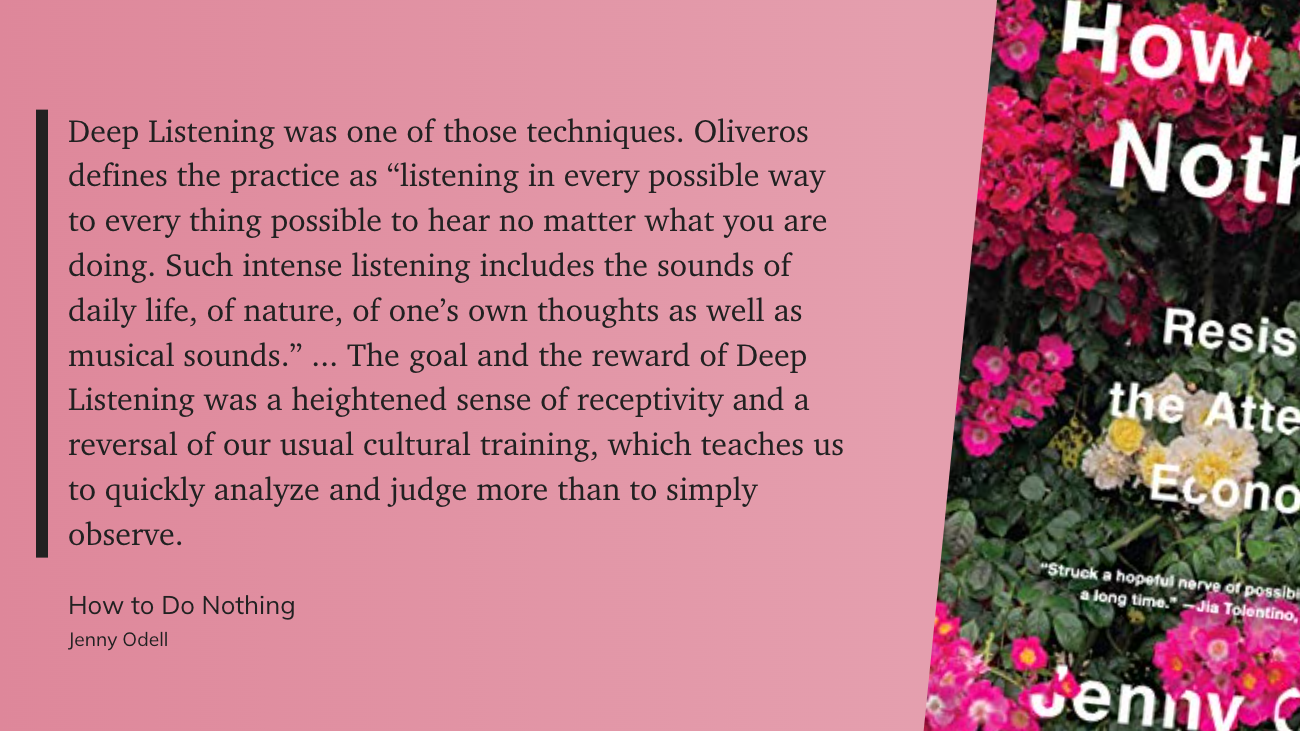 Deep Listening was one of those techniques. Oliveros
defines the practice as “listening in every possible way
to every thing possible to hear no matter what you are
doing. Such intense listening includes the sounds of
daily life, of nature, of one’s own thoughts as well as
musical sounds.” ... The goal and the reward of Deep
Listening was a heightened sense of receptivity and a
reversal of our usual cultural training, which teaches us
to quickly analyze and judge more than to simply
observe.
How to Do Nothing
Jenny Odell
How
Noth
Resis
the Atte
Econo
“Struck a hopeful nerve of possibi
a long time.” —Jia Tolentino,
Jenny O